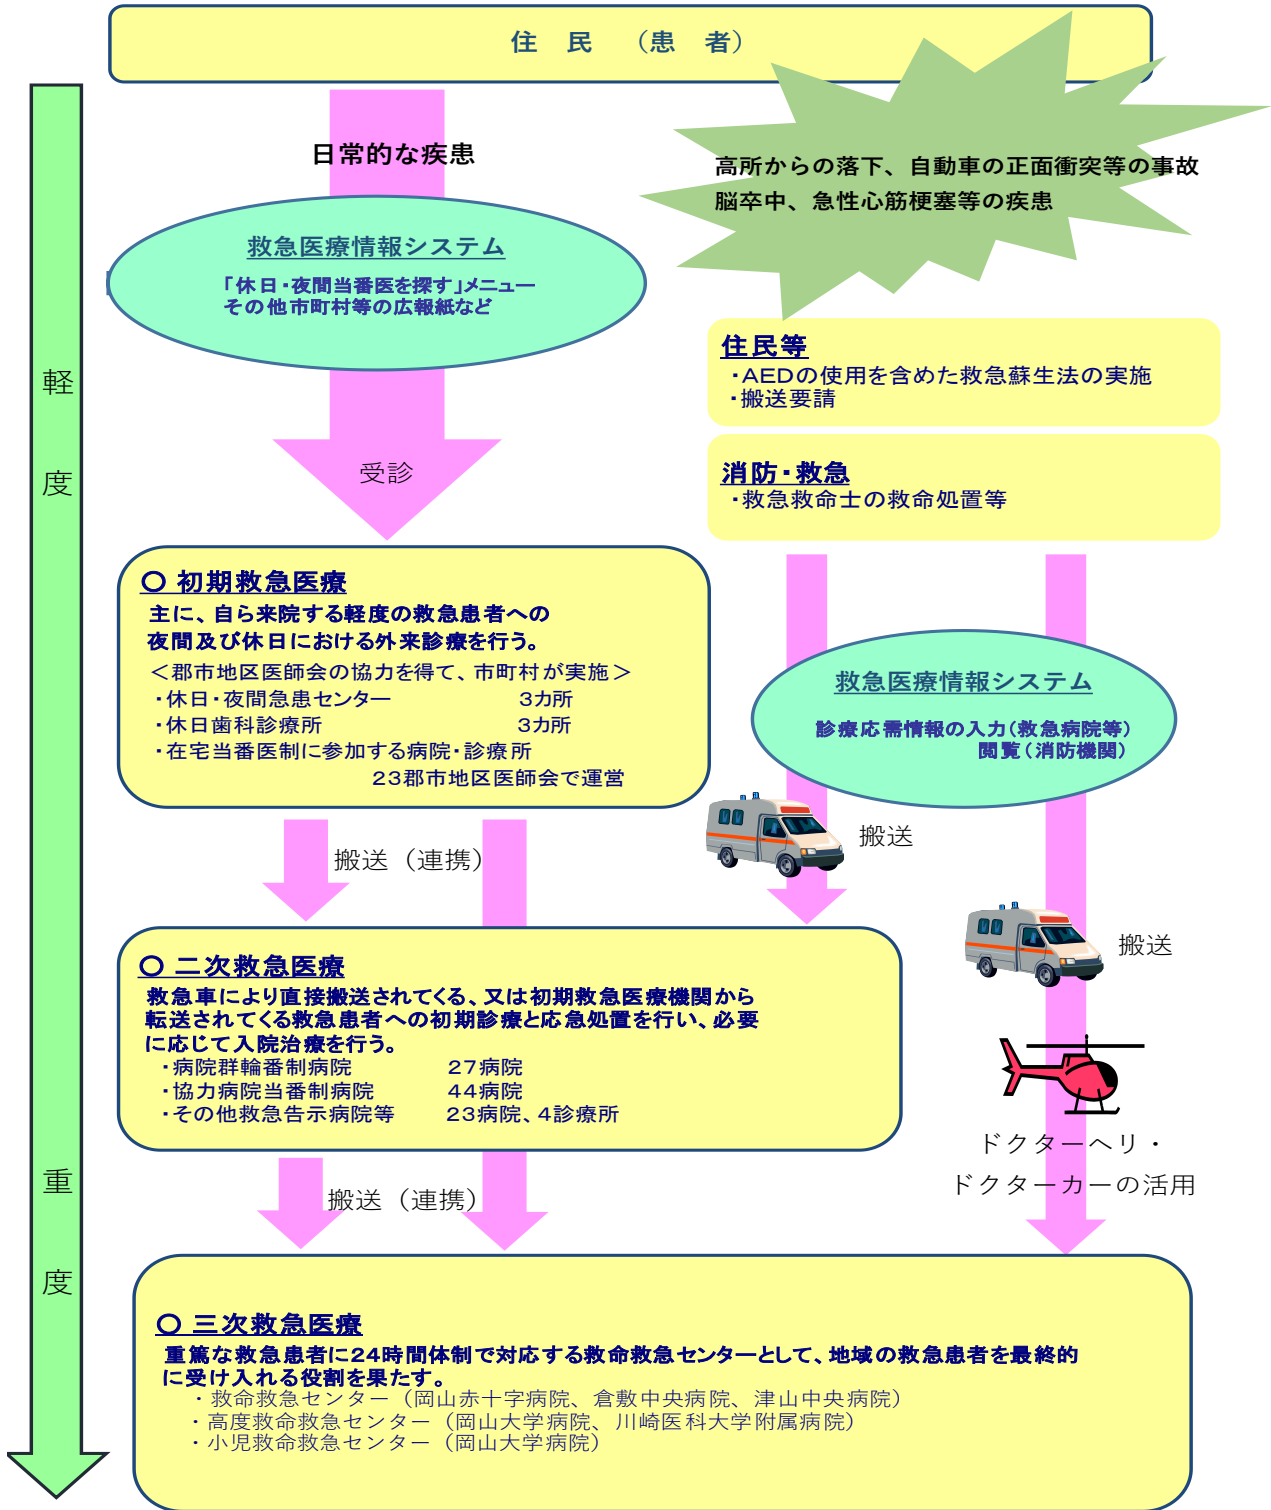 住　民　（患　者）
日常的な疾患
高所からの落下、自動車の正面衝突等の事故
脳卒中、急性心筋梗塞等の疾患
救急医療情報システム
「休日・夜間当番医を探す」メニュー
その他市町村等の広報紙など
住民等
・AEDの使用を含めた救急蘇生法の実施
・搬送要請
消防・救急
・救急救命士の救命処置等
受診
軽
度
重
度
〇 初期救急医療
主に、自ら来院する軽度の救急患者への
夜間及び休日における外来診療を行う。
＜郡市地区医師会の協力を得て、市町村が実施＞
・休日・夜間急患センター　3カ所
・休日歯科診療所　3カ所
・在宅当番医制に参加する病院・診療所
23郡市地区医師会で運営
救急医療情報システム
診療応需情報の入力（救急病院等）
閲覧（消防機関）
搬送（連携）
搬送
搬送
〇 二次救急医療
救急車により直接搬送されてくる、又は初期救急医療機関から
転送されてくる救急患者への初期診療と応急処置を行い、必要
に応じて入院治療を行う。
・病院群輪番制病院　27病院
・協力病院当番制病院　44病院
・その他救急告示病院等　23病院、4診療所
ドクターヘリ・
ドクターカーの活用
搬送（連携）
〇 三次救急医療
重篤な救急患者に24時間体制で対応する救命救急センターとして、地域の救急患者を最終的
に受け入れる役割を果たす。
・救命救急センター（岡山赤十字病院、倉敷中央病院、津山中央病院）
・高度救命救急センター（岡山大学病院、川崎医科大学附属病院）
・小児救命救急センター（岡山大学病院）